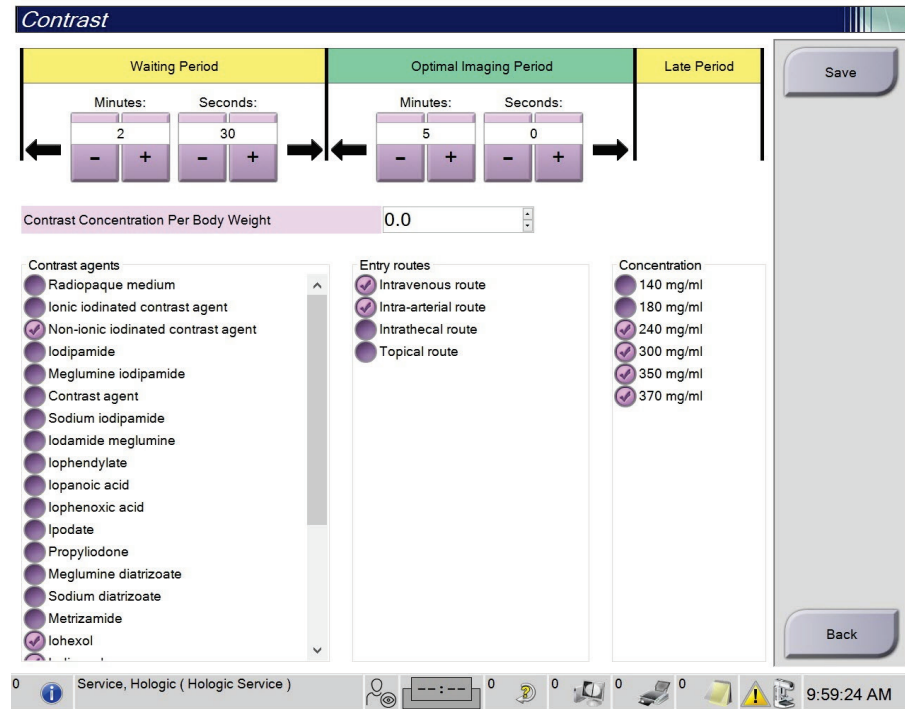 Contrast
Waiting Period
Optimal Imaging Period
Late Period
Save
Minutes: Seconds:
2 30
- + - +
Minutes: Seconds:
5 0
- + - +
Contrast Concentration Per Body Weight 0.0
Contrast agents
Radiopaque medium
Ionic iodinated contrast agent
Non-ionic iodinated contrast agent
Iodipamide
Meglumine iodipamide
Contrast agent
Sodium iodipamide
Iodamide meglumine
Iophendylate
Iopanoic acid
Iophenoxic acid
Ipodate
Propyliodone
Meglumine diatrizoate
Sodium diatrizoate
Metrizamide
Iohexol
Entry routes
Intravenous route
Intra-arterial route
Intrathecal route
Topical route
Concentration
140 mg/ml
180 mg/ml
240 mg/ml
300 mg/ml
350 mg/ml
370 mg/ml
Back
0 Service, Hologic ( Hologic Service ) --:-- 0 0 0 0 9:59:24 AM